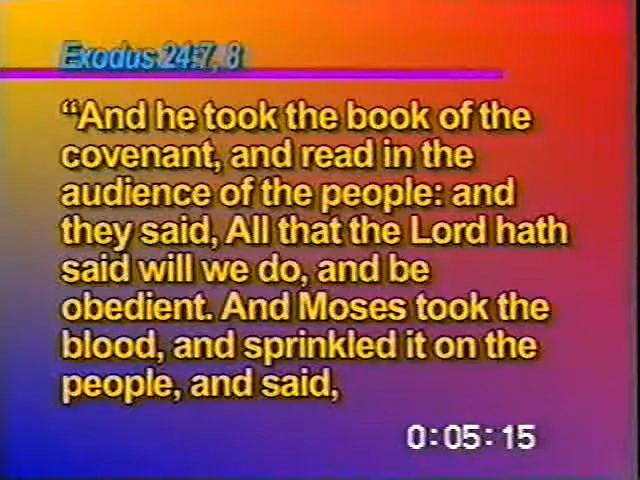 Exodus 24:7, 8
“And he took the book of the
covenant, and read in the
audience of the people: and
they said, All that the Lord hath
said will we do, and be
obedient. And Moses took the
blood, and sprinkled it on the
people, and said,
0:05:15